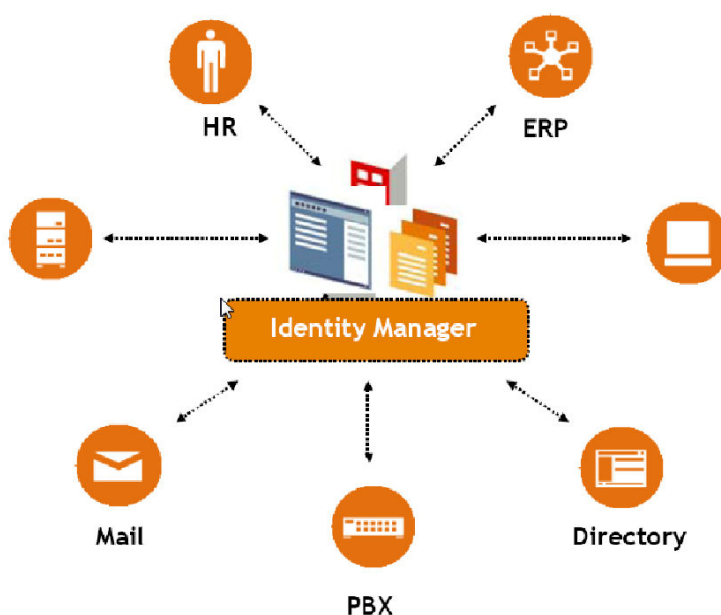 HR
ERP
Identity Manager
Mail
Directory
PBX